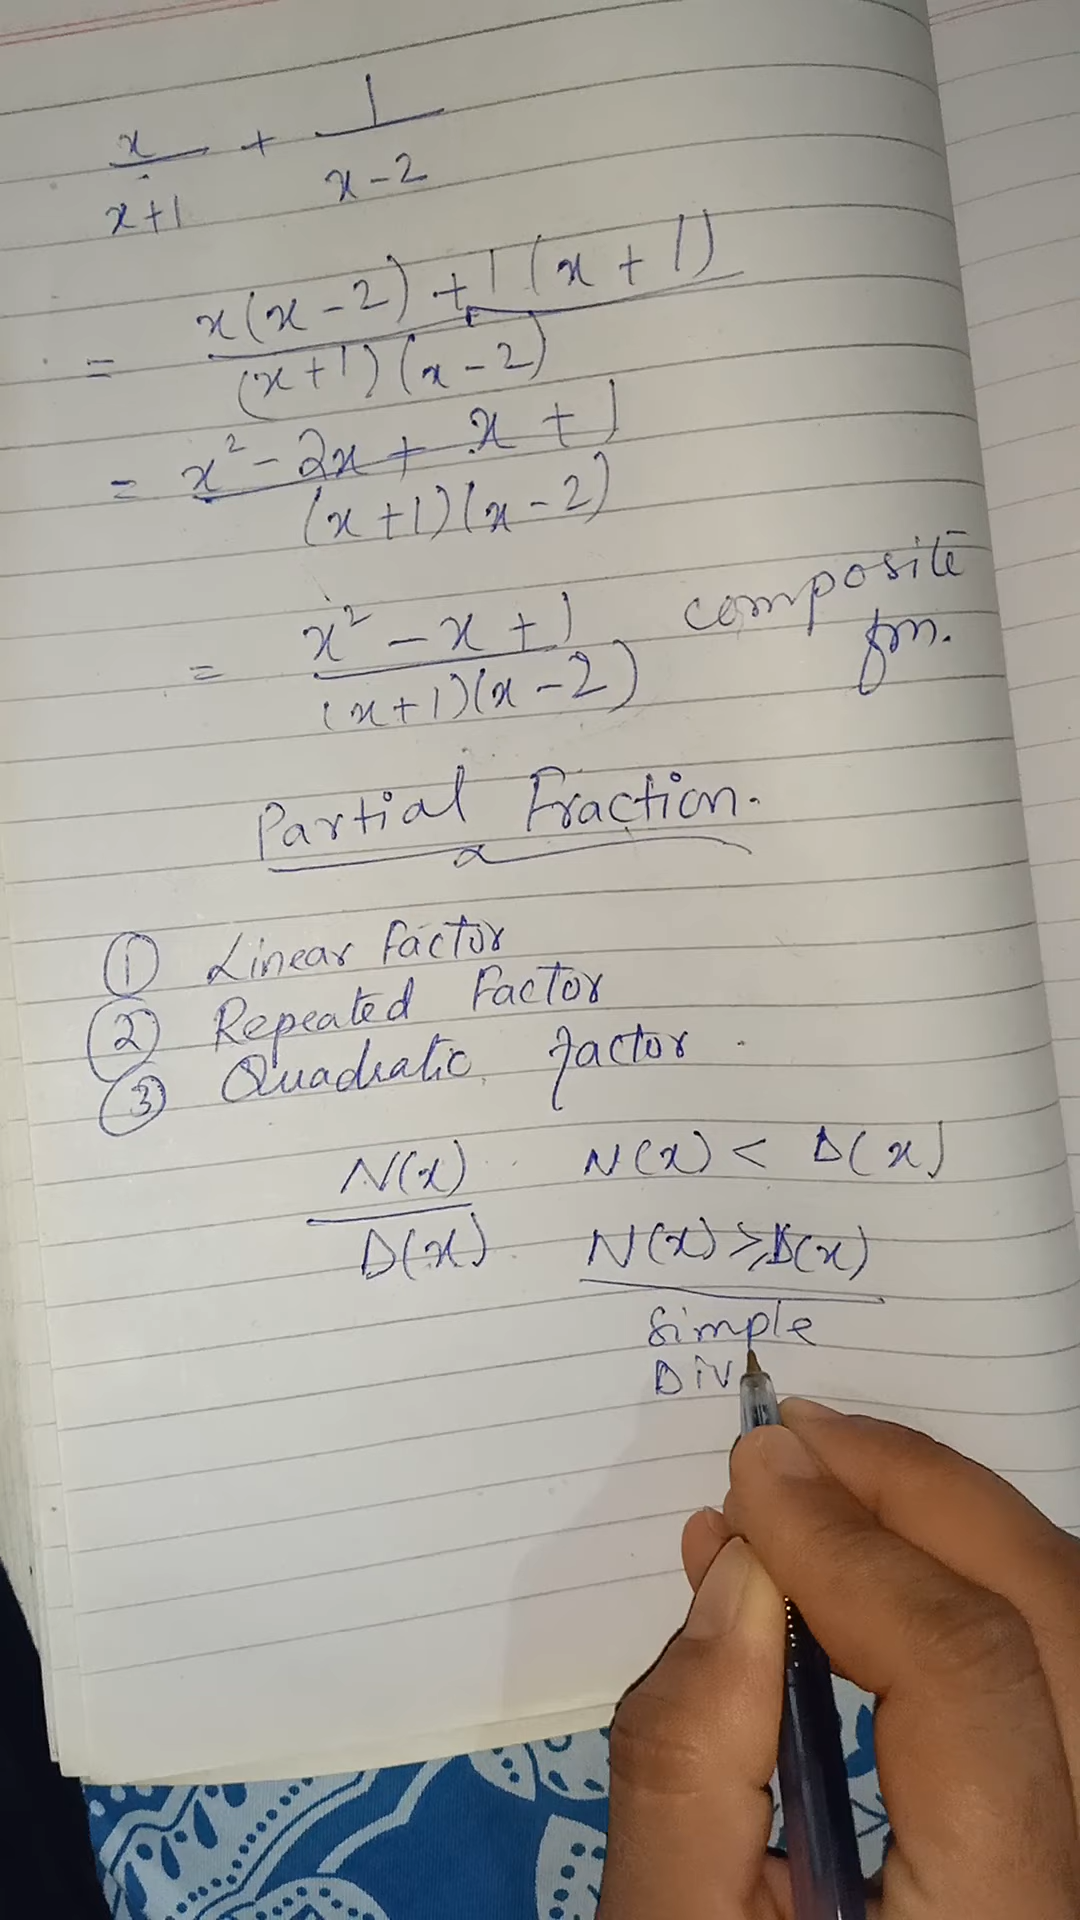 x/x+1 + 1/x-2
= x(x-2)+1(x+1)/(x+1)(x-2)
= x²-2x+x+1/(x+1)(x-2)
= x²-x+1/(x+1)(x-2) composite fn.
Partial Fraction.
① Linear factor
② Repeated Factor
③ Quadratic factor
N(x)/D(x) N(x) < D(x)
N(x) ≥ D(x)
Simple
Div